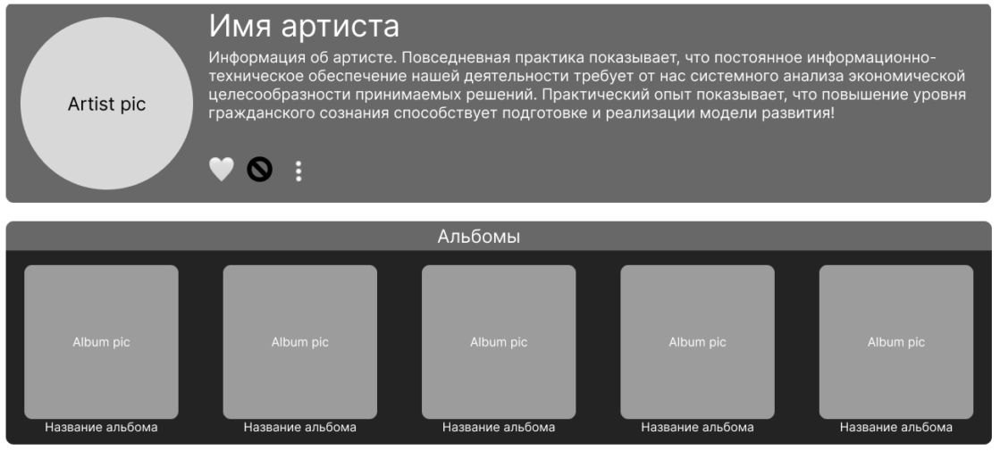 Имя артиста
Artist pic
Информация об артисте. Повседневная практика показывает, что постоянное информационно-
техническое обеспечение нашей деятельности требует от нас системного анализа экономической
целесообразности принимаемых решений. Практический опыт показывает, что повышение уровня
гражданского сознания способствует подготовке и реализации модели развития!
Альбомы
Album pic
Album pic
Album pic
Album pic
Album pic
Название альбома
Название альбома
Название альбома
Название альбома
Название альбома